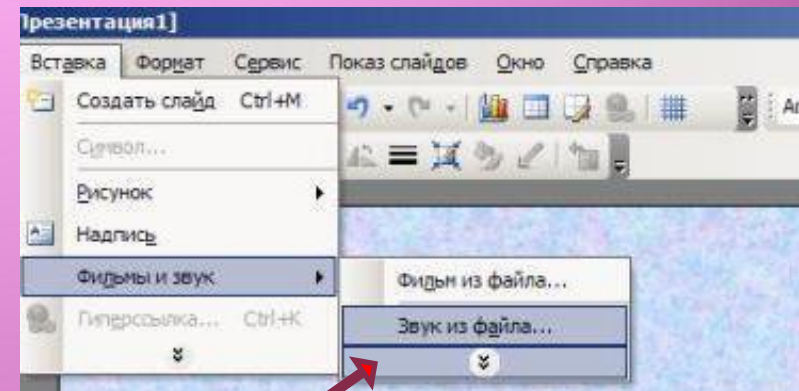 Презентация1]
Вставка Формат Сервис Показ слайдов Окно Справка
Создать слайд Ctrl+M
Символ...
Рисунок
Надпись
Фильмы и звук
Фильм из файла...
Гиперссылка... Ctrl+K
Звук из файла...